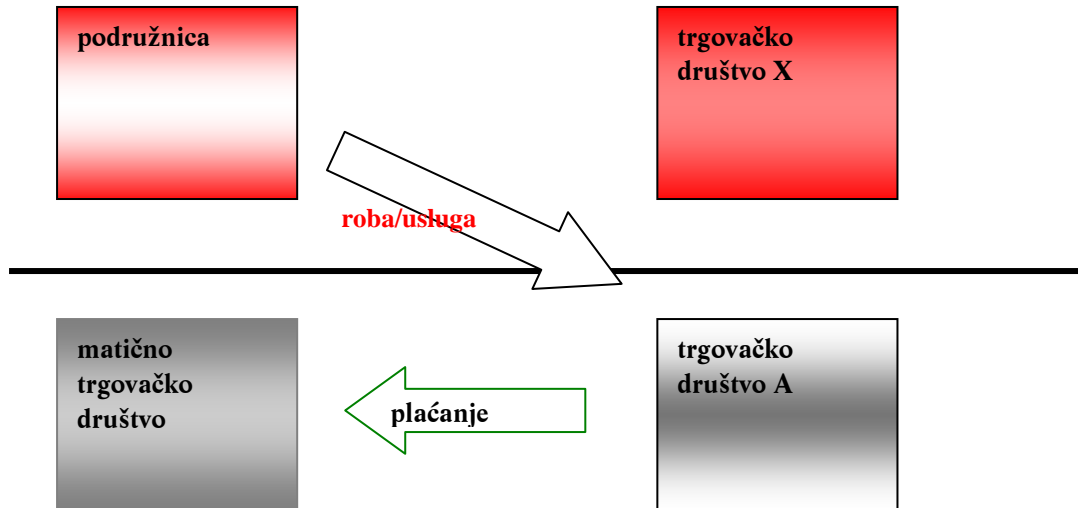 podružnica
trgovačko
društvo X
roba/usluga
matično
trgovačko
društvo
plaćanje
trgovačko
društvo A